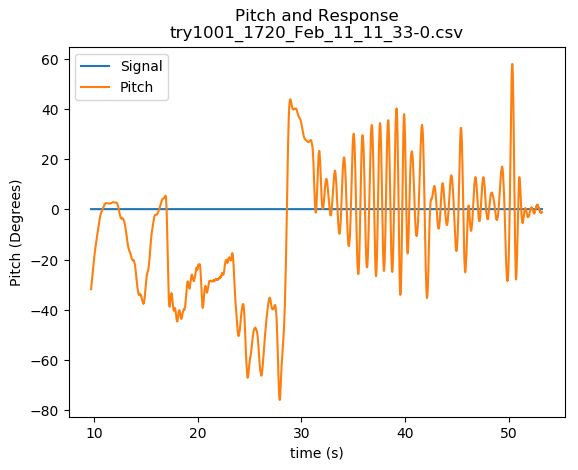 Pitch and Response
try1001_1720_Feb_11_11_33-0.csv
Signal
Pitch
Pitch (Degrees)
60
40
20
0
−20
−40
−60
−80
10
20
30
40
50
time (s)